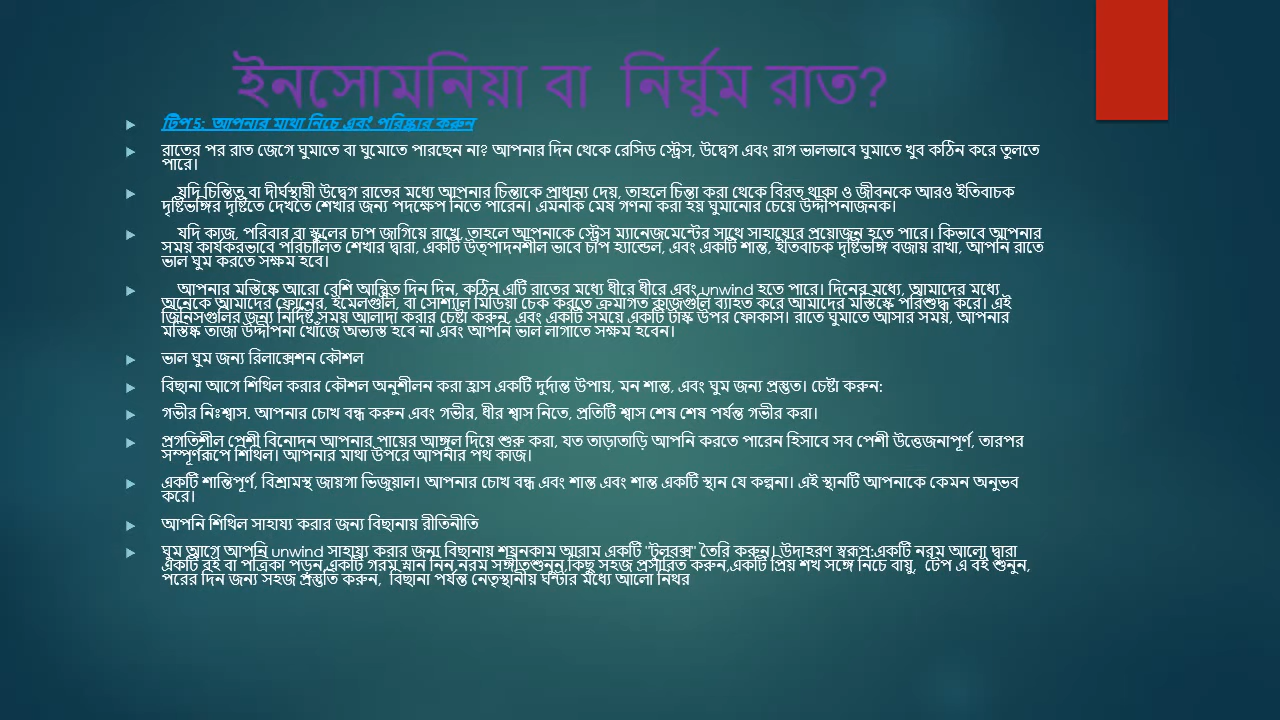 ইনসোমনিয়া বা নির্ঘুম রাত?
টিপ 5: আপনার মাথা নিচে এবং পরিষ্কার করুন
রাতের পর রাত জেগে ঘুমাতে বা ঘুমোতে পারছেন না? আপনার দিন থেকে রেসিড স্ট্রেস, উদ্বেগ এবং রাগ ভালভাবে ঘুমাতে খুব কঠিন করে তুলতে
পারে।
যদি চিন্তিত বা দীর্ঘস্থায়ী উদ্বেগ রাতের মধ্যে আপনার চিন্তাকে প্রাধান্য দেয়, তাহলে চিন্তা করা থেকে বিরত থাকা ও জীবনকে আরও ইতিবাচক
দৃষ্টিভঙ্গির দৃষ্টিতে দেখতে শেখার জন্য পদক্ষেপ নিতে পারেন। এমনকি মেষ গণনা করা হয় ঘুমানোর চেয়ে উদ্দীপনাজনক।
যদি কাজ, পরিবার বা স্কুলের চাপ জাগিয়ে রাখে, তাহলে আপনাকে স্ট্রেস ম্যানেজমেন্টের সাথে সাহায্যের প্রয়োজন হতে পারে। কিভাবে আপনার
সময় কার্যকরভাবে পরিচালিত শেখার দ্বারা, একটি উত্পাদনশীল ভাবে চাপ হ্যান্ডেল, এবং একটি শান্ত, ইতিবাচক দৃষ্টিভঙ্গি বজায় রাখা, আপনি রাতে
ভাল ঘুম করতে সক্ষম হবে।
আপনার মস্তিষ্কে আরো বেশি আন্বিত দিন দিন, কঠিন এটি রাতের মধ্যে ধীরে ধীরে এবং unwind হতে পারে। দিনের মধ্যে, আমাদের মধ্যে
অনেকে আমাদের ফোনের, ইমেলগুলি, বা সোশ্যাল মিডিয়া চেক করতে ক্রমাগত কাজগুলি ব্যাহত করে আমাদের মস্তিস্কে পরিশুদ্ধ করে। এই
জিনিসগুলির জন্য নির্দিষ্ট সময় আলাদা করার চেষ্টা করুন, এবং একটি সময়ে একটি টাস্ক উপর ফোকাস। রাতে ঘুমাতে আসার সময়, আপনার
মস্তিষ্ক তাজা উদ্দীপনা খোঁজে অভ্যস্ত হবে না এবং আপনি ভাল লাগাতে সক্ষম হবেন।
ভাল ঘুম জন্য রিলাক্সেশন কৌশল
বিছানা আগে শিথিল করার কৌশল অনুশীলন করা হ্রাস একটি দুর্দান্ত উপায়, মন শান্ত, এবং ঘুম জন্য প্রস্তুত। চেষ্টা করুন:
গভীর নিঃশ্বাস. আপনার চোখ বন্ধ করুন এবং গভীর, ধীর শ্বাস নিতে, প্রতিটি শ্বাস শেষ শেষ পর্যন্ত গভীর করা।
প্রগতিশীল পেশী বিনোদন আপনার পায়ের আঙ্গুল দিয়ে শুরু করা, যত তাড়াতাড়ি আপনি করতে পারেন হিসাবে সব পেশী উত্তেজনাপূর্ণ, তারপর
সম্পূর্ণরূপে শিথিল। আপনার মাথা উপরে আপনার পথ কাজ।
একটি শান্তিপূর্ণ, বিশ্রামস্থ জায়গা ভিজুয়াল। আপনার চোখ বন্ধ এবং শান্ত এবং শান্ত একটি স্থান যে কল্পনা। এই স্থানটি আপনাকে কেমন অনুভব
করে।
আপনি শিথিল সাহায্য করার জন্য বিছানায় রীতিনীতি
ঘুম আগে আপনি unwind সাহায্য করার জন্য বিছানায় শয়নকাম আরাম একটি "টুলবক্স" তৈরি করুন। উদাহরণ স্বরূপ:একটি নরম আলো দ্বারা
একটি বই বা পত্রিকা পড়ুন,একটি গরম স্নান নিন,নরম সঙ্গীতশুনুন,কিছু সহজ প্রসারিত করুন,একটি প্রিয় শখ সঙ্গে নিচে বায়ু, টেপ এ বই শুনুন,
পরের দিন জন্য সহজ প্রস্তুতি করুন, বিছানা পর্যন্ত নেতৃস্থানীয় ঘন্টার মধ্যে আলো নিথর